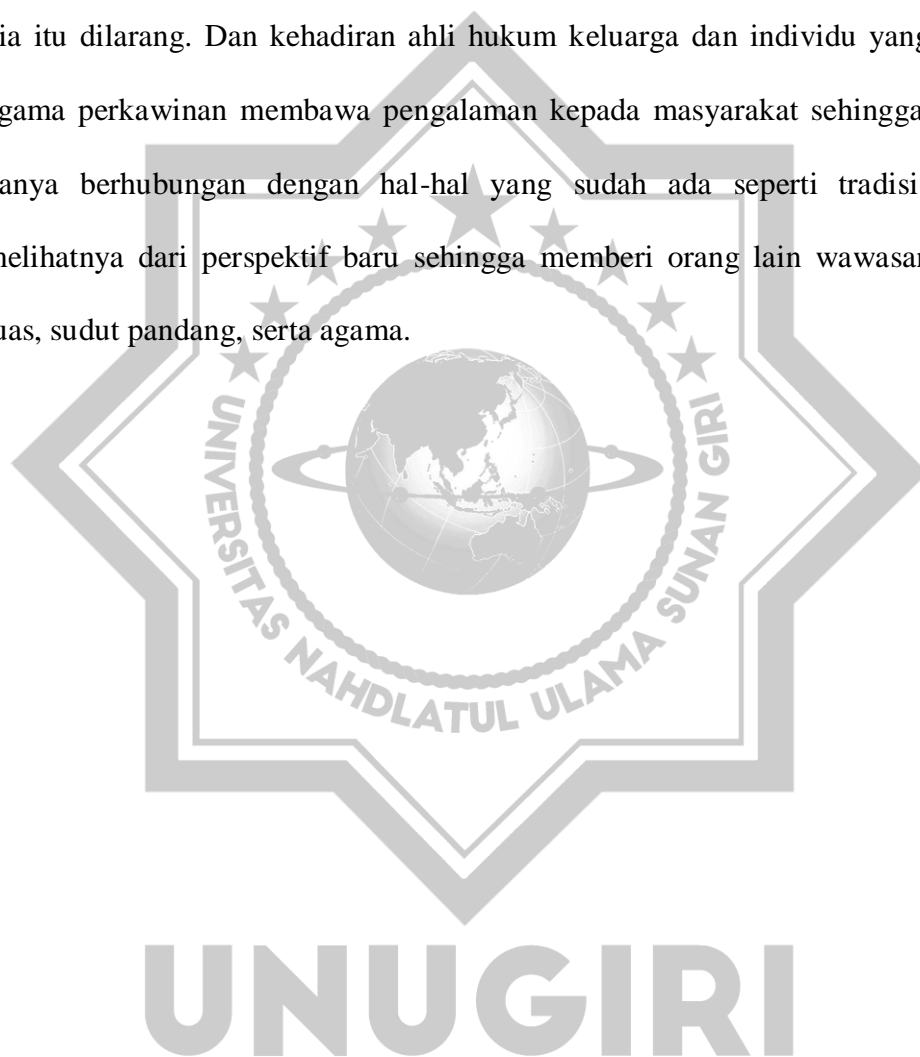 ia itu dilarang. Dan kehadiran ahli hukum keluarga dan individu yang
gama perkawinan membawa pengalaman kepada masyarakat sehingga
anya berhubungan dengan hal-hal yang sudah ada seperti tradisi
melihatnya dari perspektif baru sehingga memberi orang lain wawasan
uas, sudut pandang, serta agama.
UNIVERSITAS NAHDLATUL ULAMA SUNAN GIRI
UNUGIRI